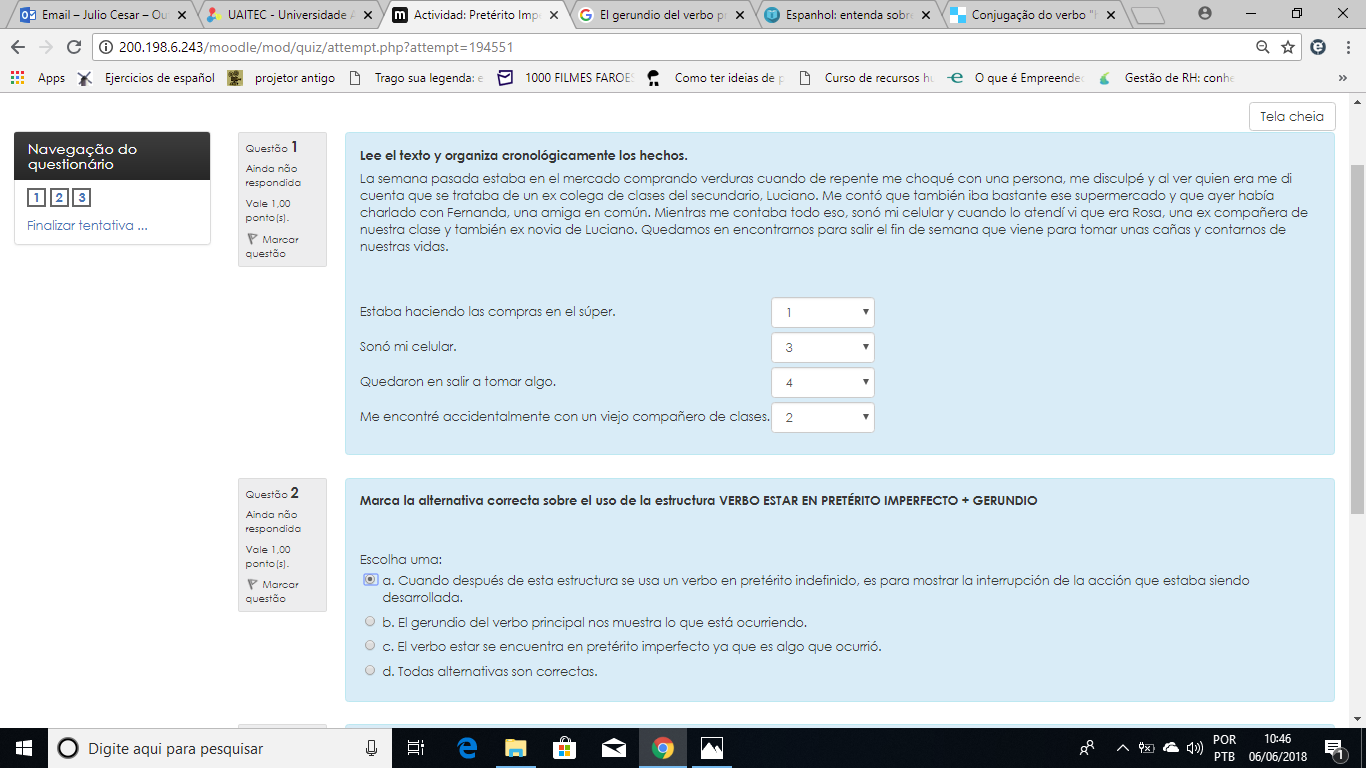 Email – Julio Cesar – Ou
UAITEC - Universidade A
Actividad: Pretérito Impe
El gerundio del verbo p
Espanhol: entenda sobr
Conjugação do verbo "h
200.198.6.243/moodle/mod/quiz/attempt.php?attempt=194551
Apps
Ejercicios de español
projetor antigo
Trago sua legenda: e
1000 FILMES FAROES
Como ter ideias de p
Curso de recursos hu
O que é Empreende
Gestão de RH: conhe
Tela cheia
Navegação do
questionário
1 2 3
Finalizar tentativa ...
Questão 1
Ainda não
respondida
Vale 1,00
ponto(s).
Marcar
questão
Lee el texto y organiza cronológicamente los hechos.
La semana pasada estaba en el mercado comprando verduras cuando de repente me choqué con una persona, me disculpé y al ver quien era me di
cuenta que se trataba de un ex colega de clases del secundario, Luciano. Me contó que también iba bastante ese supermercado y que ayer había
charlado con Fernanda, una amiga en común. Mientras me contaba todo eso, sonó mi celular y cuando lo atendí vi que era Rosa, una ex compañera de
nuestra clase y también ex novia de Luciano. Quedamos en encontrarnos para salir el fin de semana que viene para tomar unas cañas y contarnos de
nuestras vidas.
Estaba haciendo las compras en el súper. 1
Sonó mi celular. 3
Quedaron en salir a tomar algo. 4
Me encontré accidentalmente con un viejo compañero de clases. 2
Questão 2
Ainda não
respondida
Vale 1,00
ponto(s).
Marcar
questão
Marca la alternativa correcta sobre el uso de la estructura VERBO ESTAR EN PRETÉRITO IMPERFECTO + GERUNDIO
Escolha uma:
a. Cuando después de esta estructura se usa un verbo en pretérito indefinido, es para mostrar la interrupción de la acción que estaba siendo
desarrollada.
b. El gerundio del verbo principal nos muestra lo que está ocurriendo.
c. El verbo estar se encuentra en pretérito imperfecto ya que es algo que ocurrió.
d. Todas alternativas son correctas.
Digite aqui para pesquisar
POR
PTB
10:46
06/06/2018
1